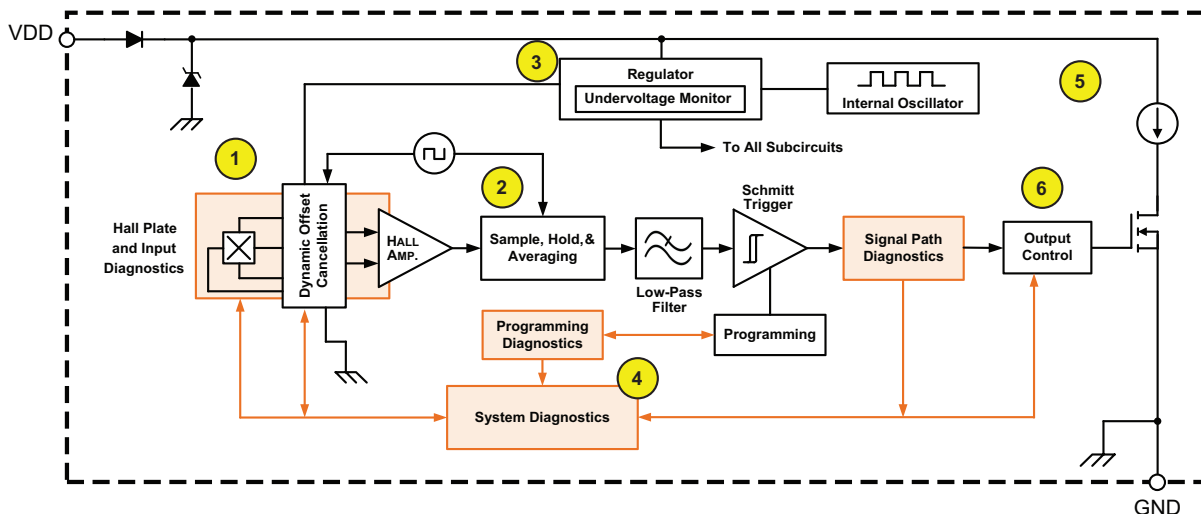 VDD
3
5
Regulator
Undervoltage Monitor
Internal Oscillator
To All Subcircuits
1
2
6
Schmitt
Trigger
Hall Plate
and Input
Diagnostics
Dynamic Offset
Cancellation
HALL
AMP.
Sample, Hold,&
Averaging
Low-Pass
Filter
Signal Path
Diagnostics
Output
Control
Programming
Diagnostics
Programming
4
System Diagnostics
GND